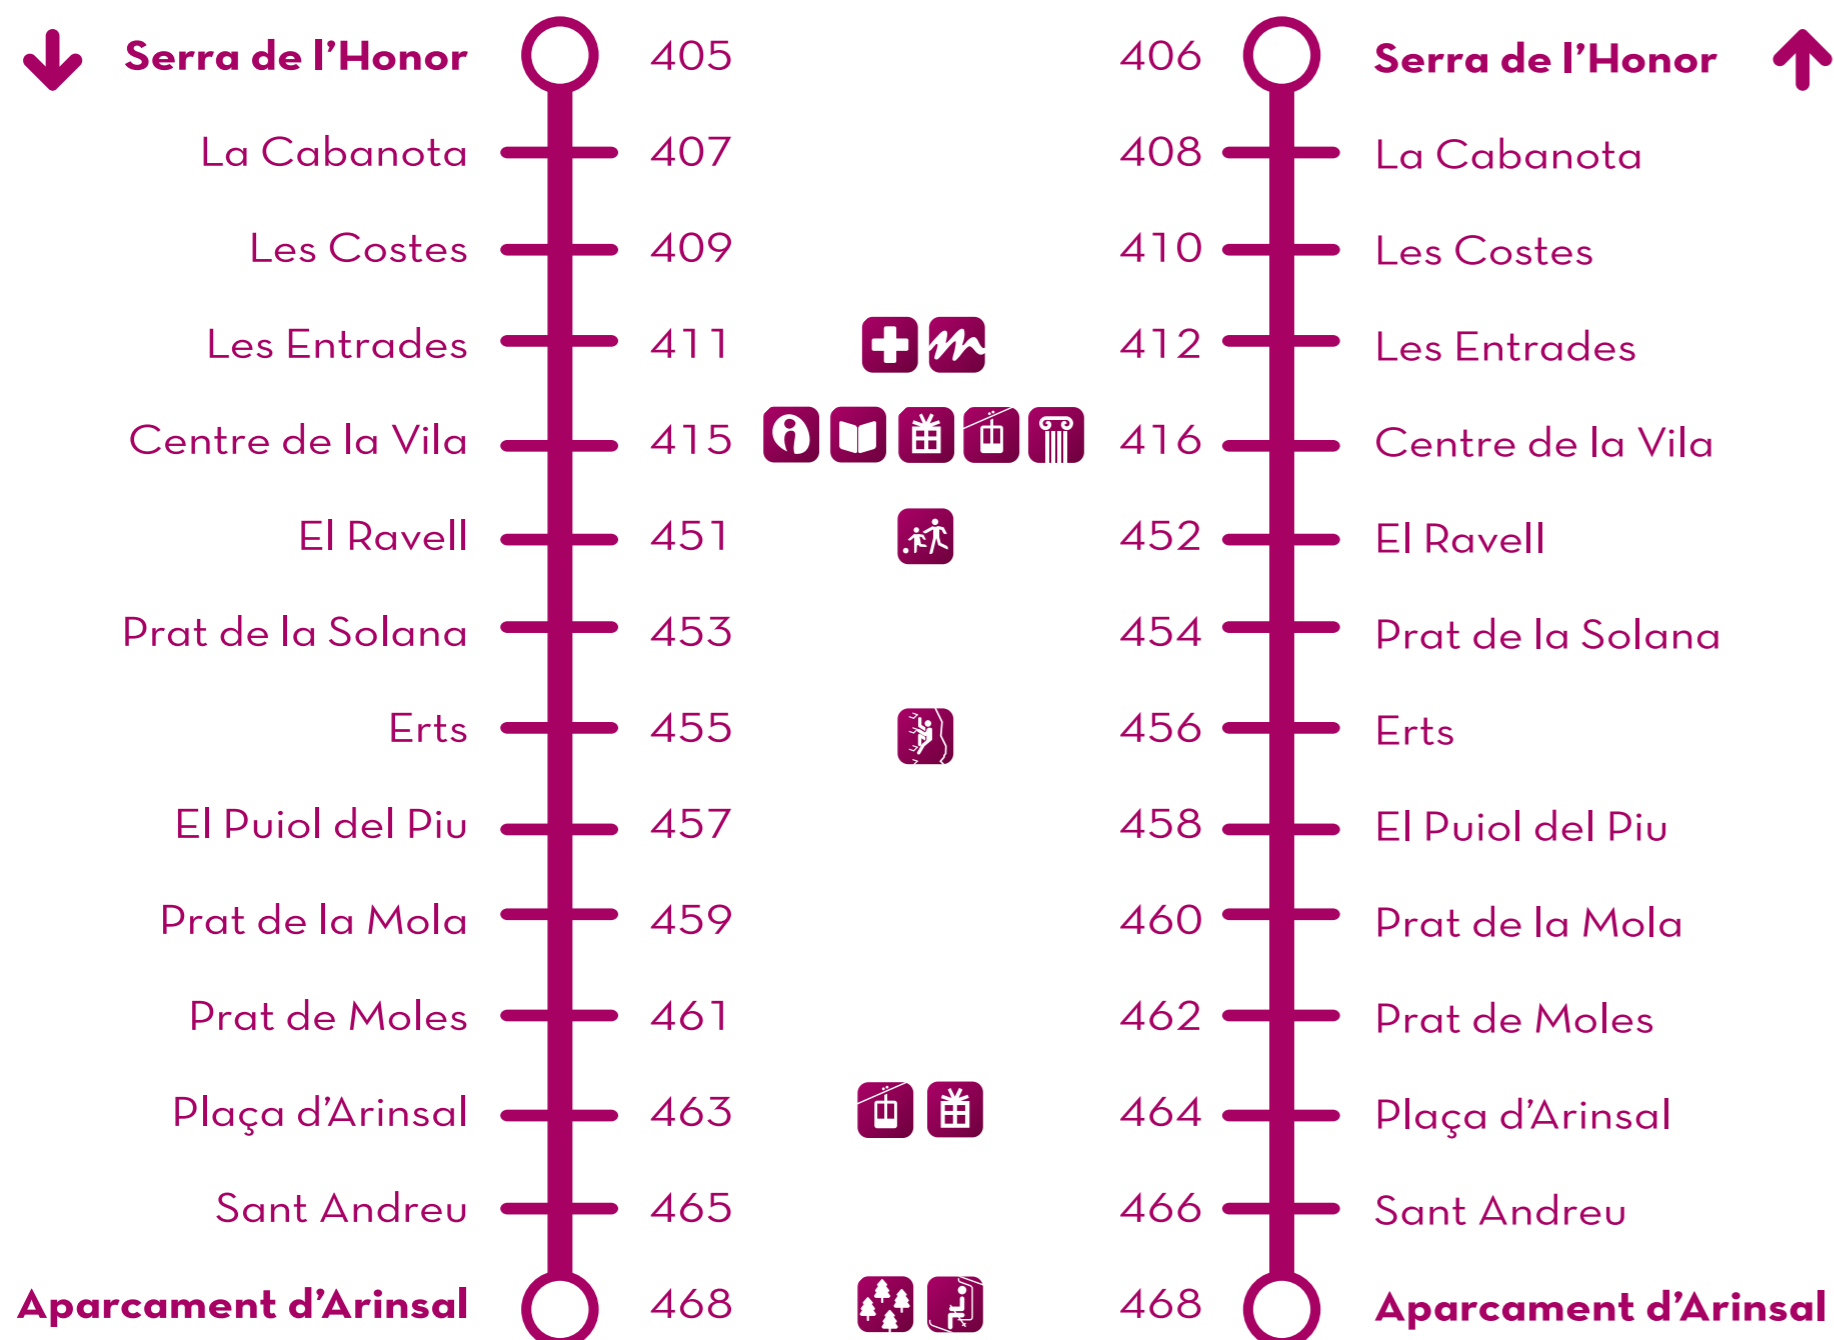 Serra de l'Honor 405 406 Serra de l'Honor
La Cabanota 407 408 La Cabanota
Les Costes 409 410 Les Costes
Les Entrades 411 412 Les Entrades
Centre de la Vila 415 416 Centre de la Vila
El Ravell 451 452 El Ravell
Prat de la Solana 453 454 Prat de la Solana
Erts 455 456 Erts
El Puiol del Piu 457 458 El Puiol del Piu
Prat de la Mola 459 460 Prat de la Mola
Prat de Moles 461 462 Prat de Moles
Plaça d'Arinsal 463 464 Plaça d'Arinsal
Sant Andreu 465 466 Sant Andreu
Aparcament d'Arinsal 468 468 Aparcament d'Arinsal